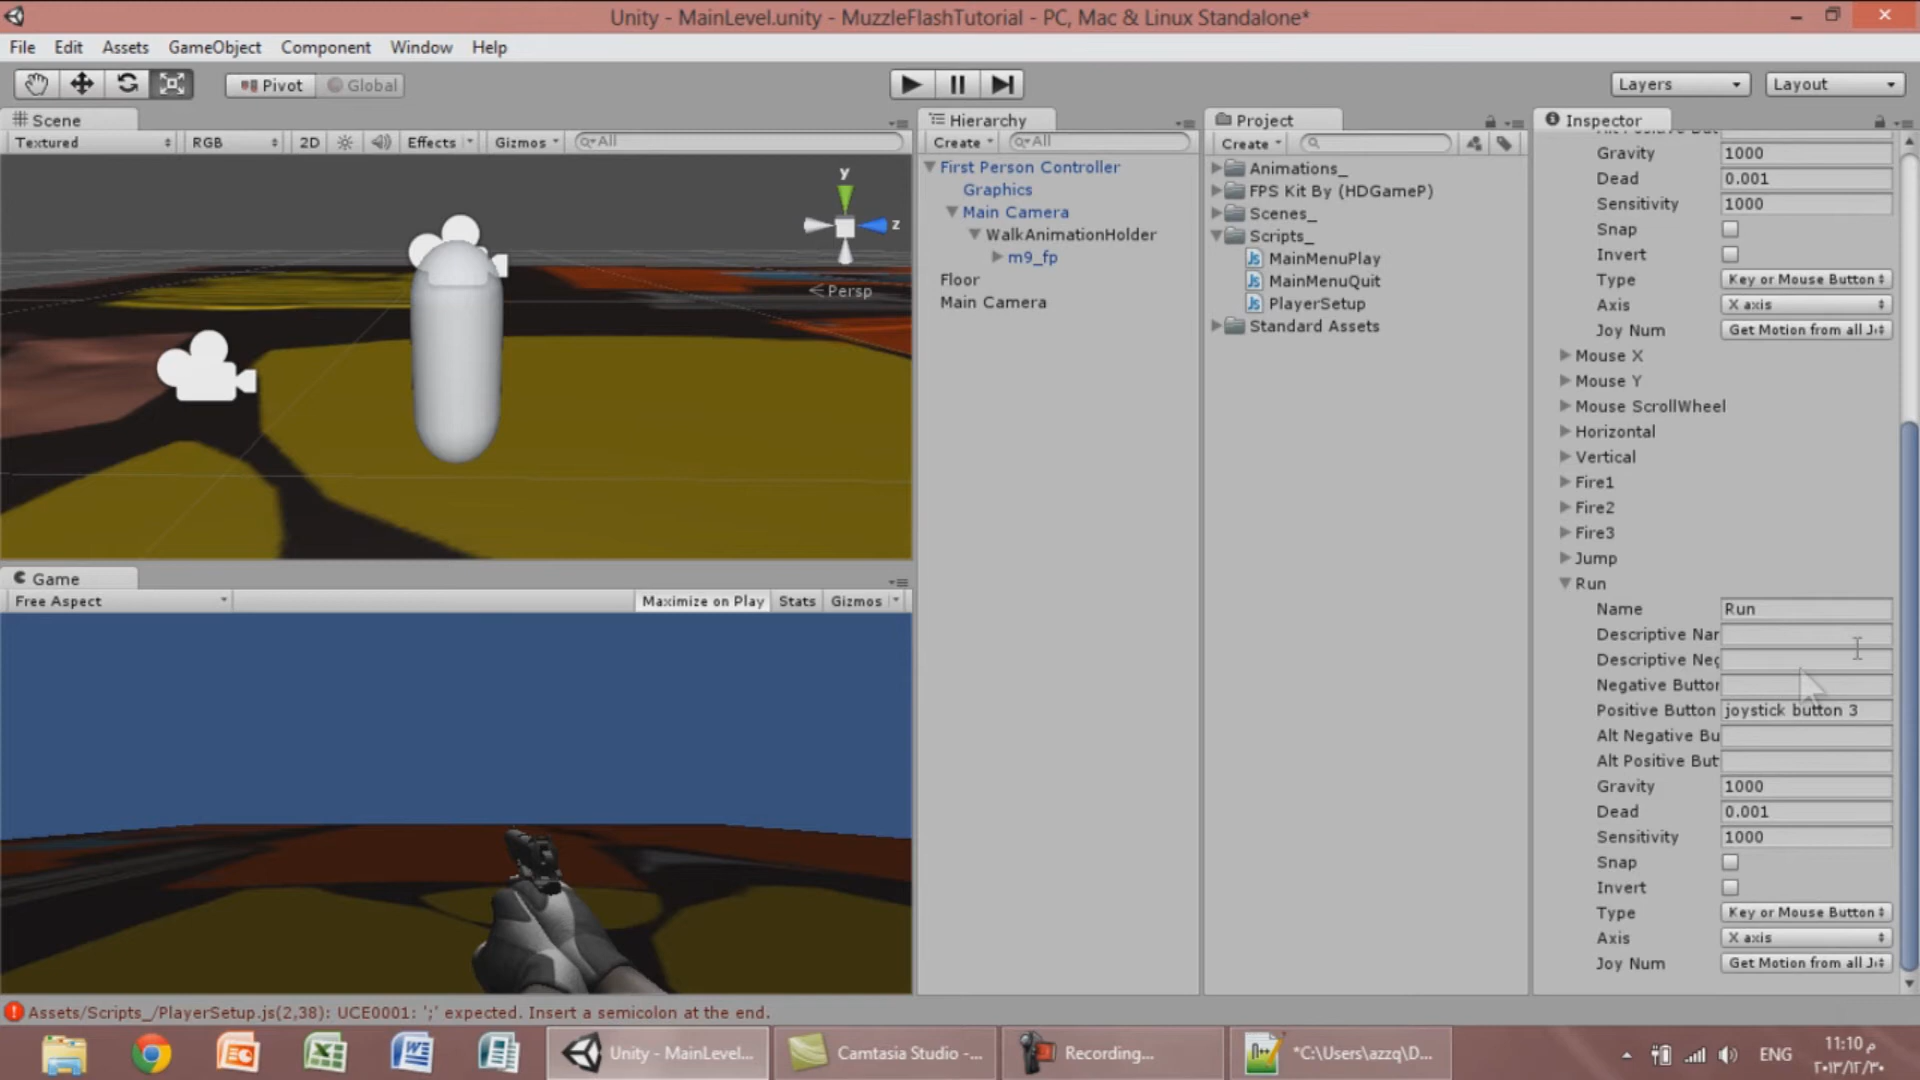 Unity - MainLevel.unity - MuzzleFlashTutorial - PC, Mac & Linux Standalone*
File Edit Assets GameObject Component Window Help
Pivot Global Layers Layout
Scene
Textured RGB 2D Effects Gizmos All
y
z
Persp
Game
Free Aspect Maximize on Play Stats Gizmos
Hierarchy
Create All
First Person Controller
Graphics
Main Camera
WalkAnimationHolder
m9_fp
Floor
Main Camera
Project
Create
Animations_
FPS Kit By (HDGameP)
Scenes_
Scripts_
MainMenuPlay
MainMenuQuit
PlayerSetup
Standard Assets
Inspector
Gravity 1000
Dead 0.001
Sensitivity 1000
Snap
Invert
Type Key or Mouse Button
Axis X axis
Joy Num Get Motion from all J
Mouse X
Mouse Y
Mouse ScrollWheel
Horizontal
Vertical
Fire1
Fire2
Fire3
Jump
Run
Name Run
Descriptive Nar
Descriptive Neg
Negative Button
Positive Button joystick button 3
Alt Negative Bu
Alt Positive But
Gravity 1000
Dead 0.001
Sensitivity 1000
Snap
Invert
Type Key or Mouse Button
Axis X axis
Joy Num Get Motion from all J
Assets/Scripts_/PlayerSetup.js(2,38): UCE0001: ';' expected. Insert a semicolon at the end.
Unity - MainLevel... Camtasia Studio -... Recording... *C:\Users\azzq\D... ENG
11:10 م
٢٠١٣/١٢/٣٠